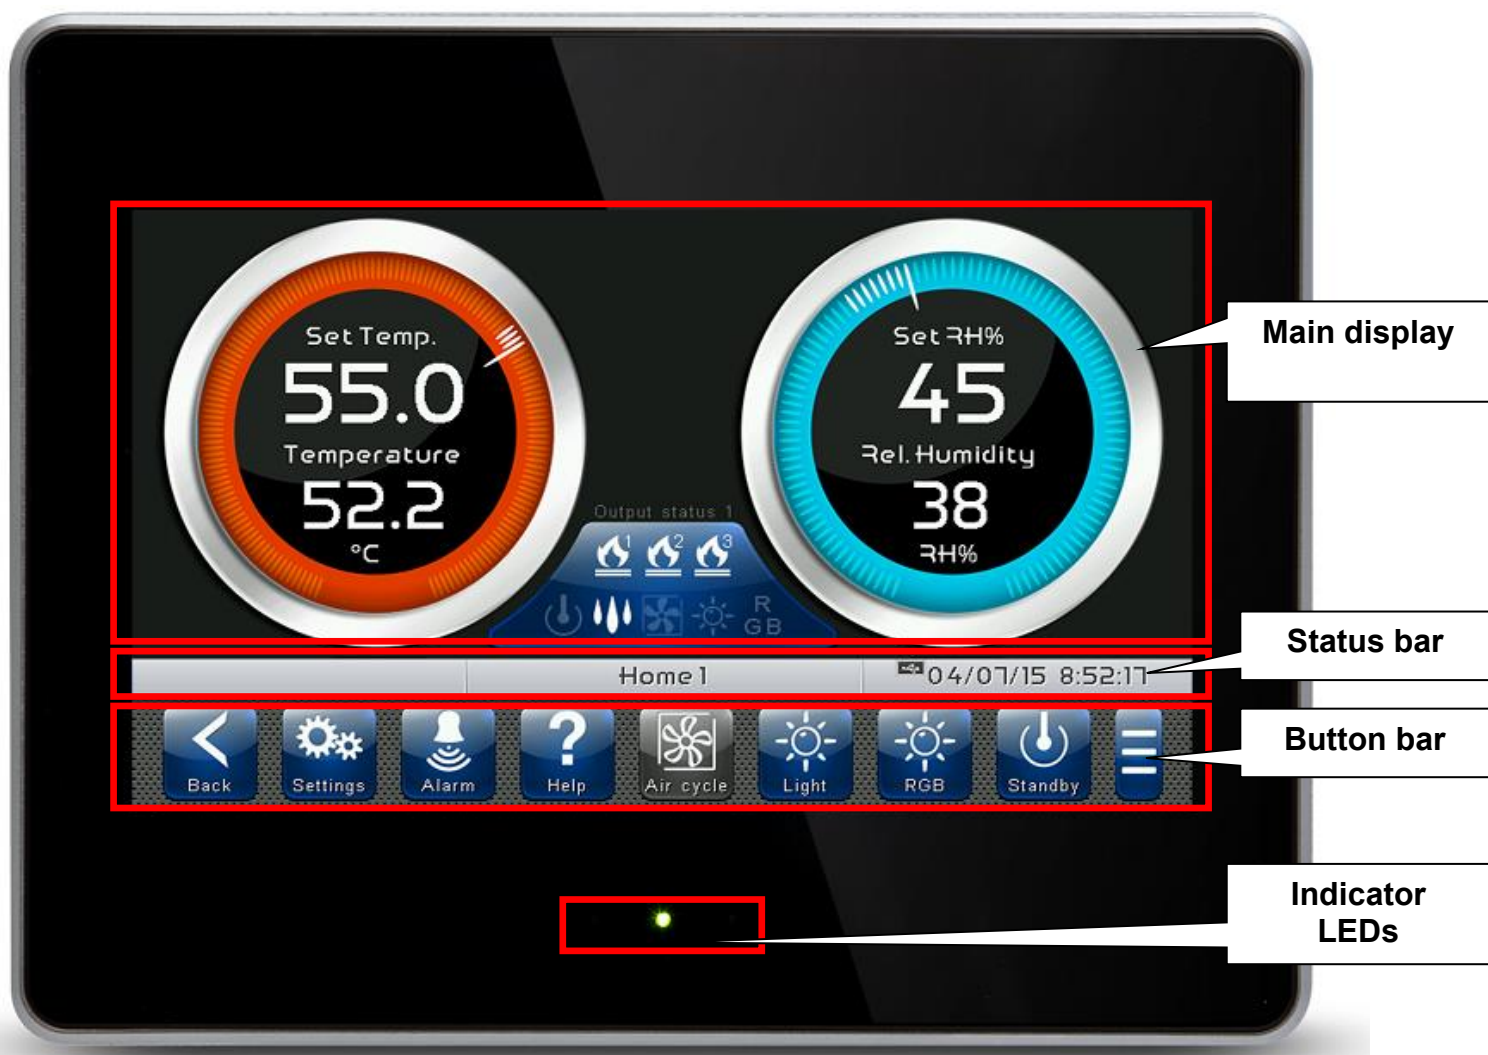 Set Temp.
55.0
Temperature
52.2
°C
Set RH%
45
Rel. Humidity
38
RH%
Output status 1
1 2 3
R
GB
Home 1
04/07/15 8:52:17
Back
Settings
Alarm
Help
Air cycle
Light
RGB
Standby
Main display
Status bar
Button bar
Indicator
LEDs